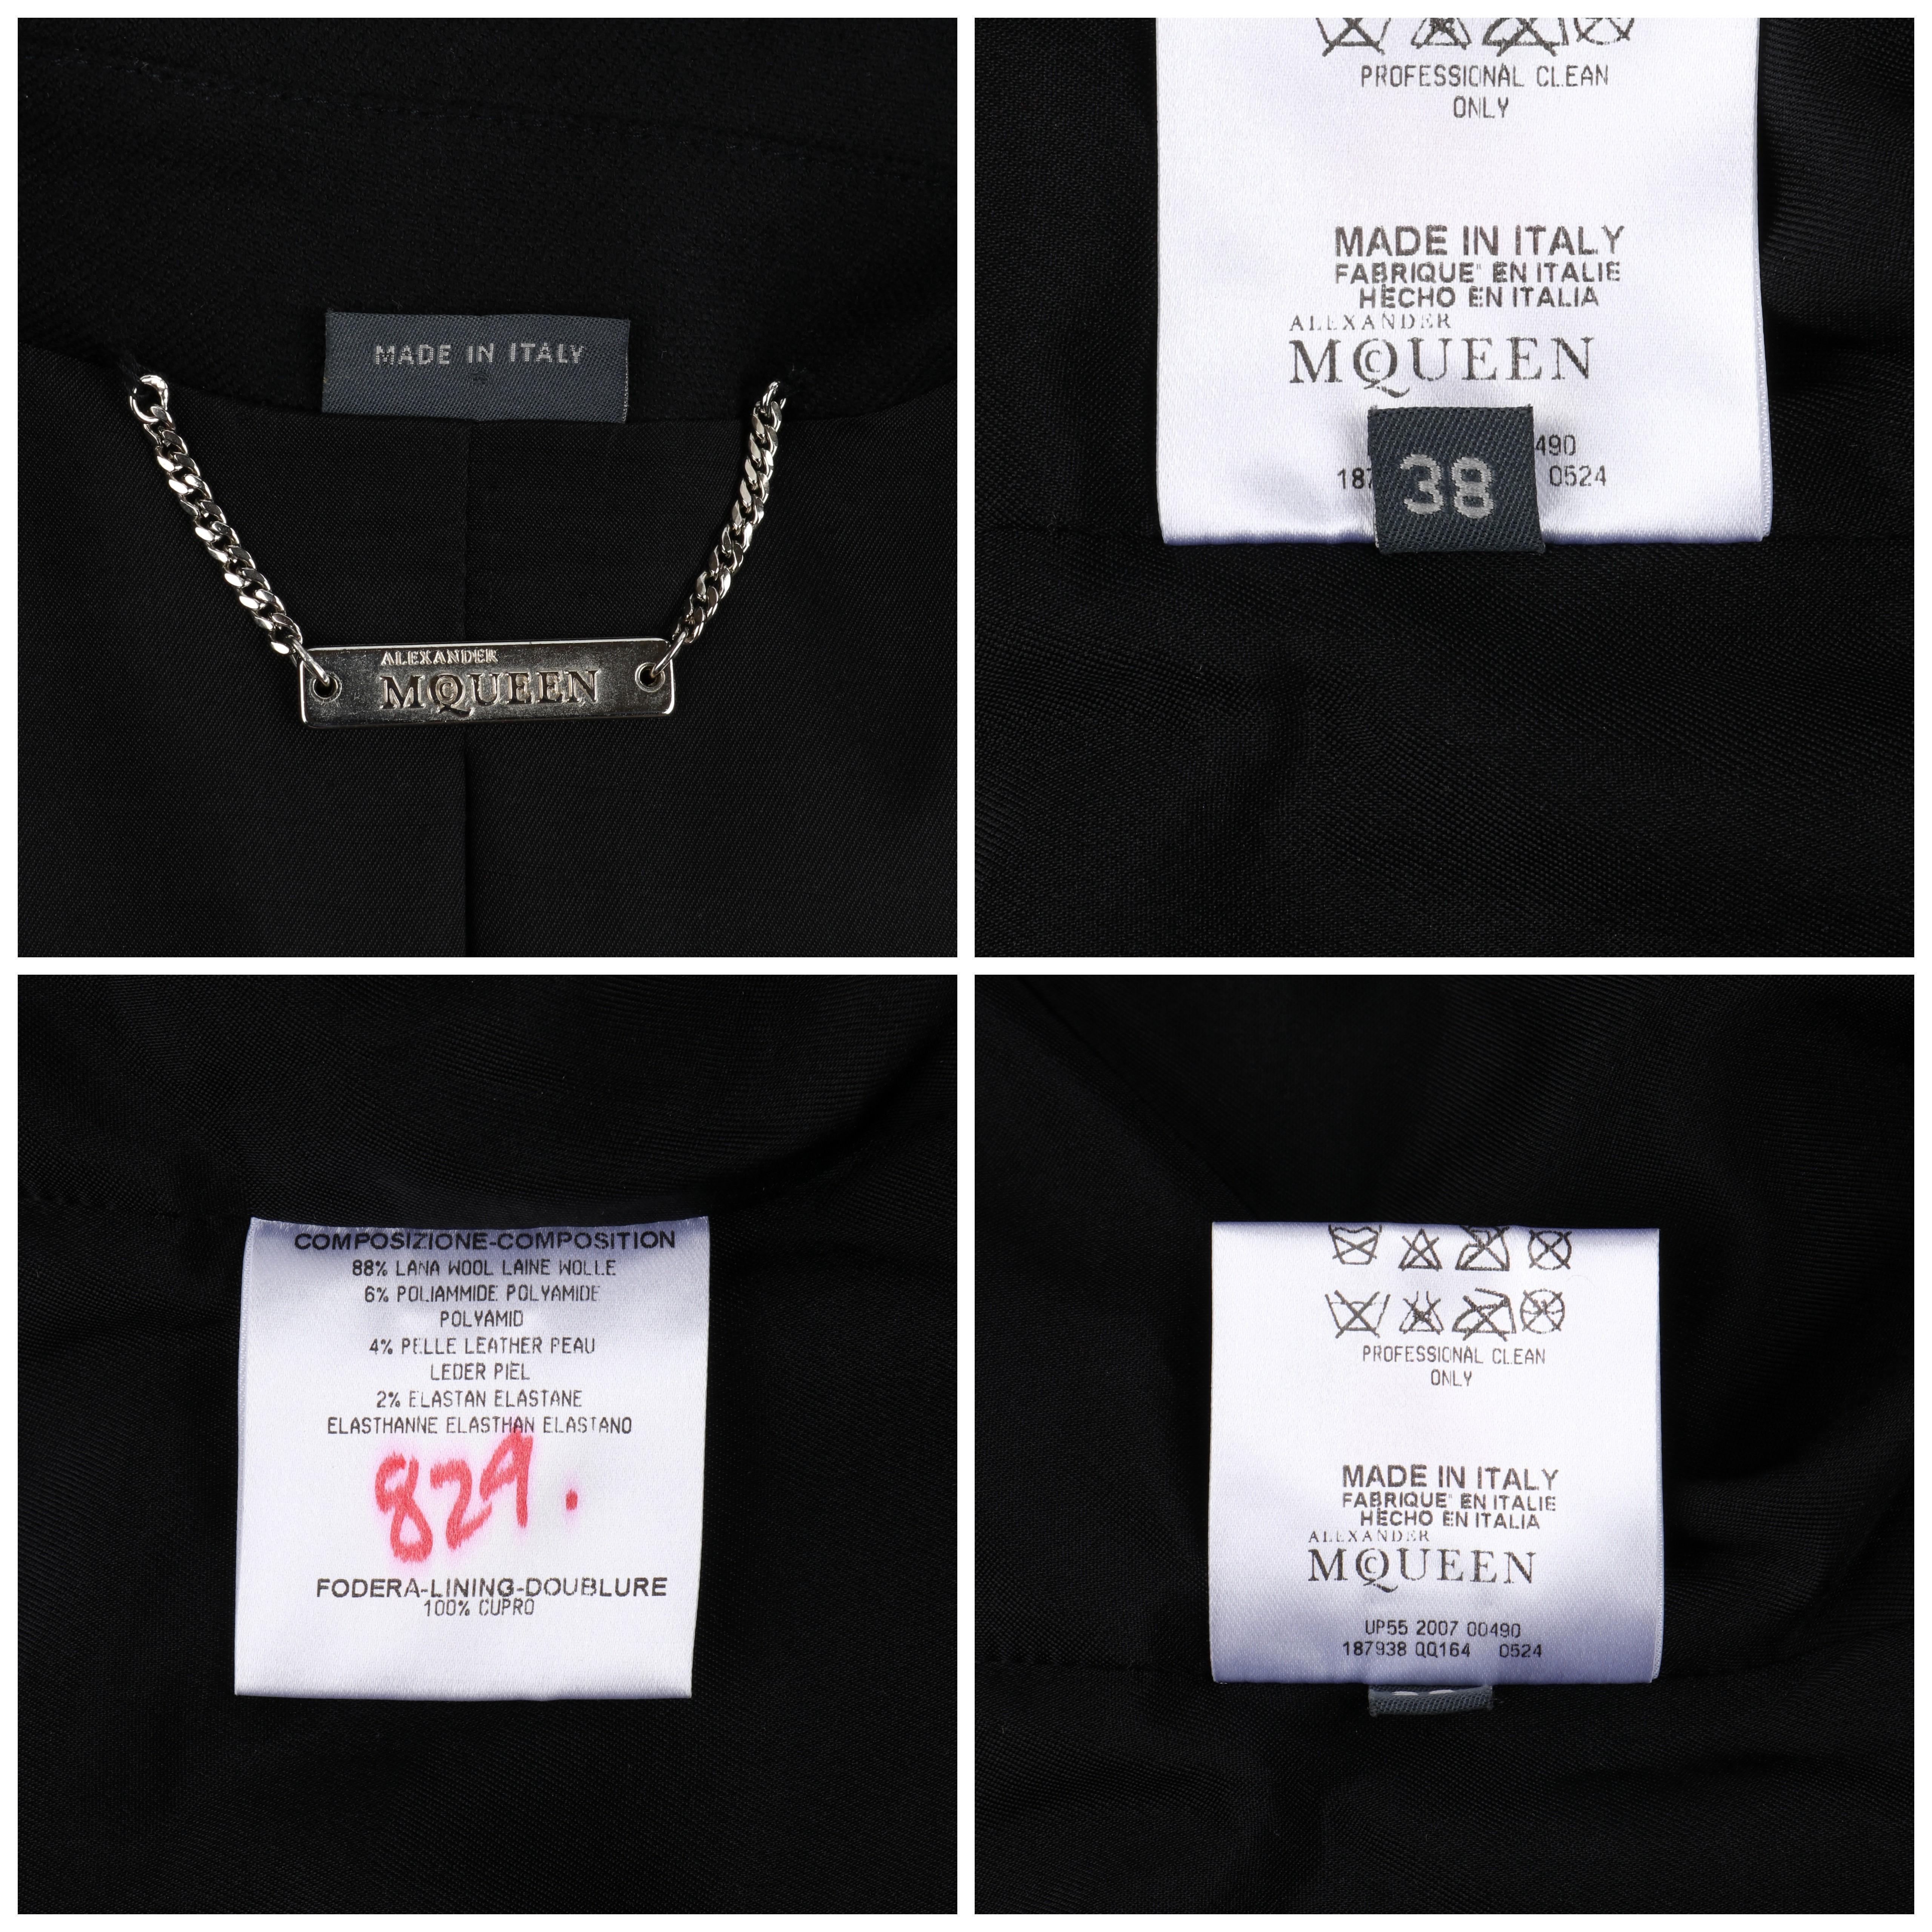 MADE IN ITALY
ALEXANDER
MCQUEEN
PROFESSIONAL CLEAN
ONLY
MADE IN ITALY
FABRIQUE' EN ITALIE
HECHO EN ITALIA
ALEXANDER
MCQUEEN
490
187 0524
38
COMPOSIZIONE-COMPOSITION
88% LANA WOOL LAINE WOLLE
6% POLIAMMIDE POLYAMIDE
POLYAMID
4% PELLE LEATHER PEAU
LEDER PIEL
2% ELASTAN ELASTANE
ELASTHANNE ELASTHAN ELASTANO
829.
FODERA-LINING-DOUBLURE
100% CUPRO
PROFESSIONAL CLEAN
ONLY
MADE IN ITALY
FABRIQUE' EN ITALIE
HECHO EN ITALIA
ALEXANDER
MCQUEEN
UP55 2007 00490
187938 QQ164 0524